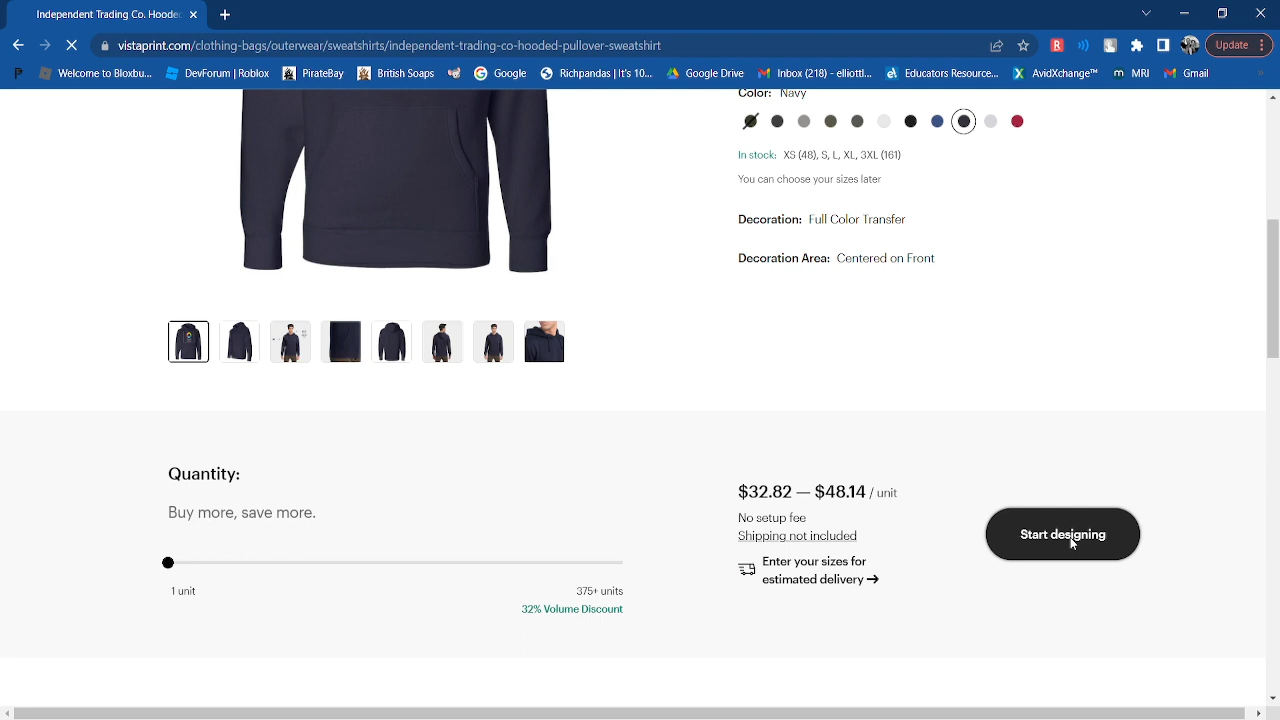 Independent Trading Co. Hoode
vistaprint.com/clothing-bags/outerwear/sweatshirts/independent-trading-co-hooded-pullover-sweatshirt
Update
Welcome to Bloxbu...
DevForum | Roblox
PirateBay
British Soaps
Google
Richpandas | It's 10...
Google Drive
Inbox (218) - elliottl...
Educators Resource...
AvidXchange™
MRI
Gmail
Color: Navy
In stock: XS (48), S, L, XL, 3XL (161)
You can choose your sizes later
Decoration: Full Color Transfer
Decoration Area: Centered on Front
Quantity:
Buy more, save more.
1 unit
375+ units
32% Volume Discount
$32.82 — $48.14 / unit
No setup fee
Shipping not included
Enter your sizes for
estimated delivery →
Start designing